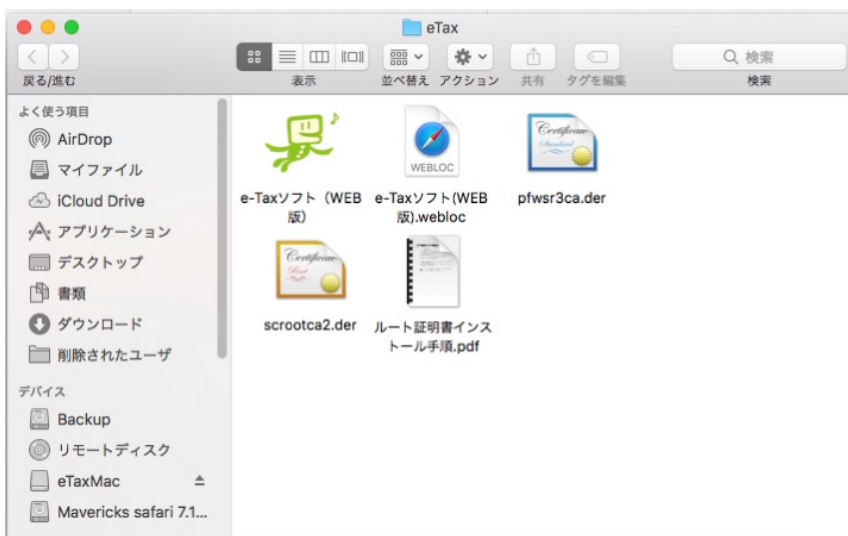 eTax
戻る/進む
表示
並べ替え
アクション
共有
タグを編集
検索
検索
よく使う項目
AirDrop
マイファイル
iCloud Drive
アプリケーション
デスクトップ
書類
ダウンロード
削除されたユーザ
デバイス
Backup
リモートディスク
eTaxMac
Mavericks safari 7.1...
e-Taxソフト（WEB
版）
WEBLOC
e-Taxソフト(WEB
版).webloc
Certificate
Standard
pfwsr3ca.der
Certificate
Root
scrootca2.der
ルート証明書インス
トール手順.pdf